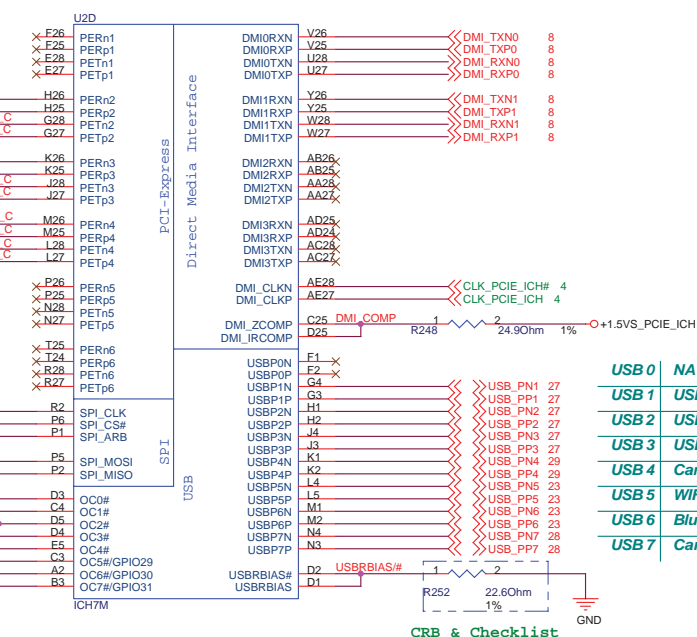 U2D
F26 PERn1 DMI0RXN V26 DMI_TXN0 8
F25 PERp1 DMI0RXP V25 DMI_TXP0 8
E28 PETn1 DMI0TXN U28 DMI_RXN0 8
E27 PETp1 DMI0TXP U27 DMI_RXP0 8
H26 PERn2 DMI1RXN Y26 DMI_TXN1 8
H25 PERp2 DMI1RXP Y25 DMI_TXP1 8
_C G28 PETn2 DMI1TXN W28 DMI_RXN1 8
_C G27 PETp2 DMI1TXP W27 DMI_RXP1 8
K26 PERn3 DMI2RXN AB26
K25 PERp3 DMI2RXP AB25
_C J28 PETn3 DMI2TXN AA28
_C J27 PETp3 DMI2TXP AA27
_C M26 PERn4 DMI3RXN AD25
_C M25 PERp4 DMI3RXP AD24
_C L28 PETn4 DMI3TXN AC28
_C L27 PETp4 DMI3TXP AC27
PCI-Express
Direct Media Interface
P26 PERn5 DMI_CLKN AE28 CLK_PCIE_ICH# 4
P25 PERp5 DMI_CLKP AE27 CLK_PCIE_ICH 4
N28 PETn5
N27 PETp5 DMI_ZCOMP C25 DMI_COMP 1 2 +1.5VS_PCIE_ICH
DMI_IRCOMP D25 R248 24.9Ohm 1%
T25 PERn6
T24 PERp6 USBP0N F1
R28 PETn6 USBP0P F2
R27 PETp6 USBP1N G4 USB_PN1 27
USBP1P G3 USB_PP1 27
R2 SPI_CLK USBP2N H1 USB_PN2 27
P6 SPI_CS# USBP2P H2 USB_PP2 27
P1 SPI_ARB USBP3N J4 USB_PN3 27
USBP3P J3 USB_PP3 27
P5 SPI_MOSI USBP4N K1 USB_PN4 29
P2 SPI_MISO USBP4P K2 USB_PP4 29
SPI
USB
USBP5N L4 USB_PN5 23
D3 OC0# USBP5P L5 USB_PP5 23
C4 OC1# USBP6N M1 USB_PN6 23
D5 OC2# USBP6P M2 USB_PP6 23
D4 OC3# USBP7N N4 USB_PN7 28
E5 OC4# USBP7P N3 USB_PP7 28
C3 OC5#/GPIO29
A2 OC6#/GPIO30 USBRBIAS# D2 USBRBIAS/# 1 2
B3 OC7#/GPIO31 USBRBIAS D1 R252 22.6Ohm
1%
ICH7M
GND
CRB & Checklist
USB 0 NA
USB 1
USB 2
USB 3
USB 4
USB 5
USB 6
USB 7